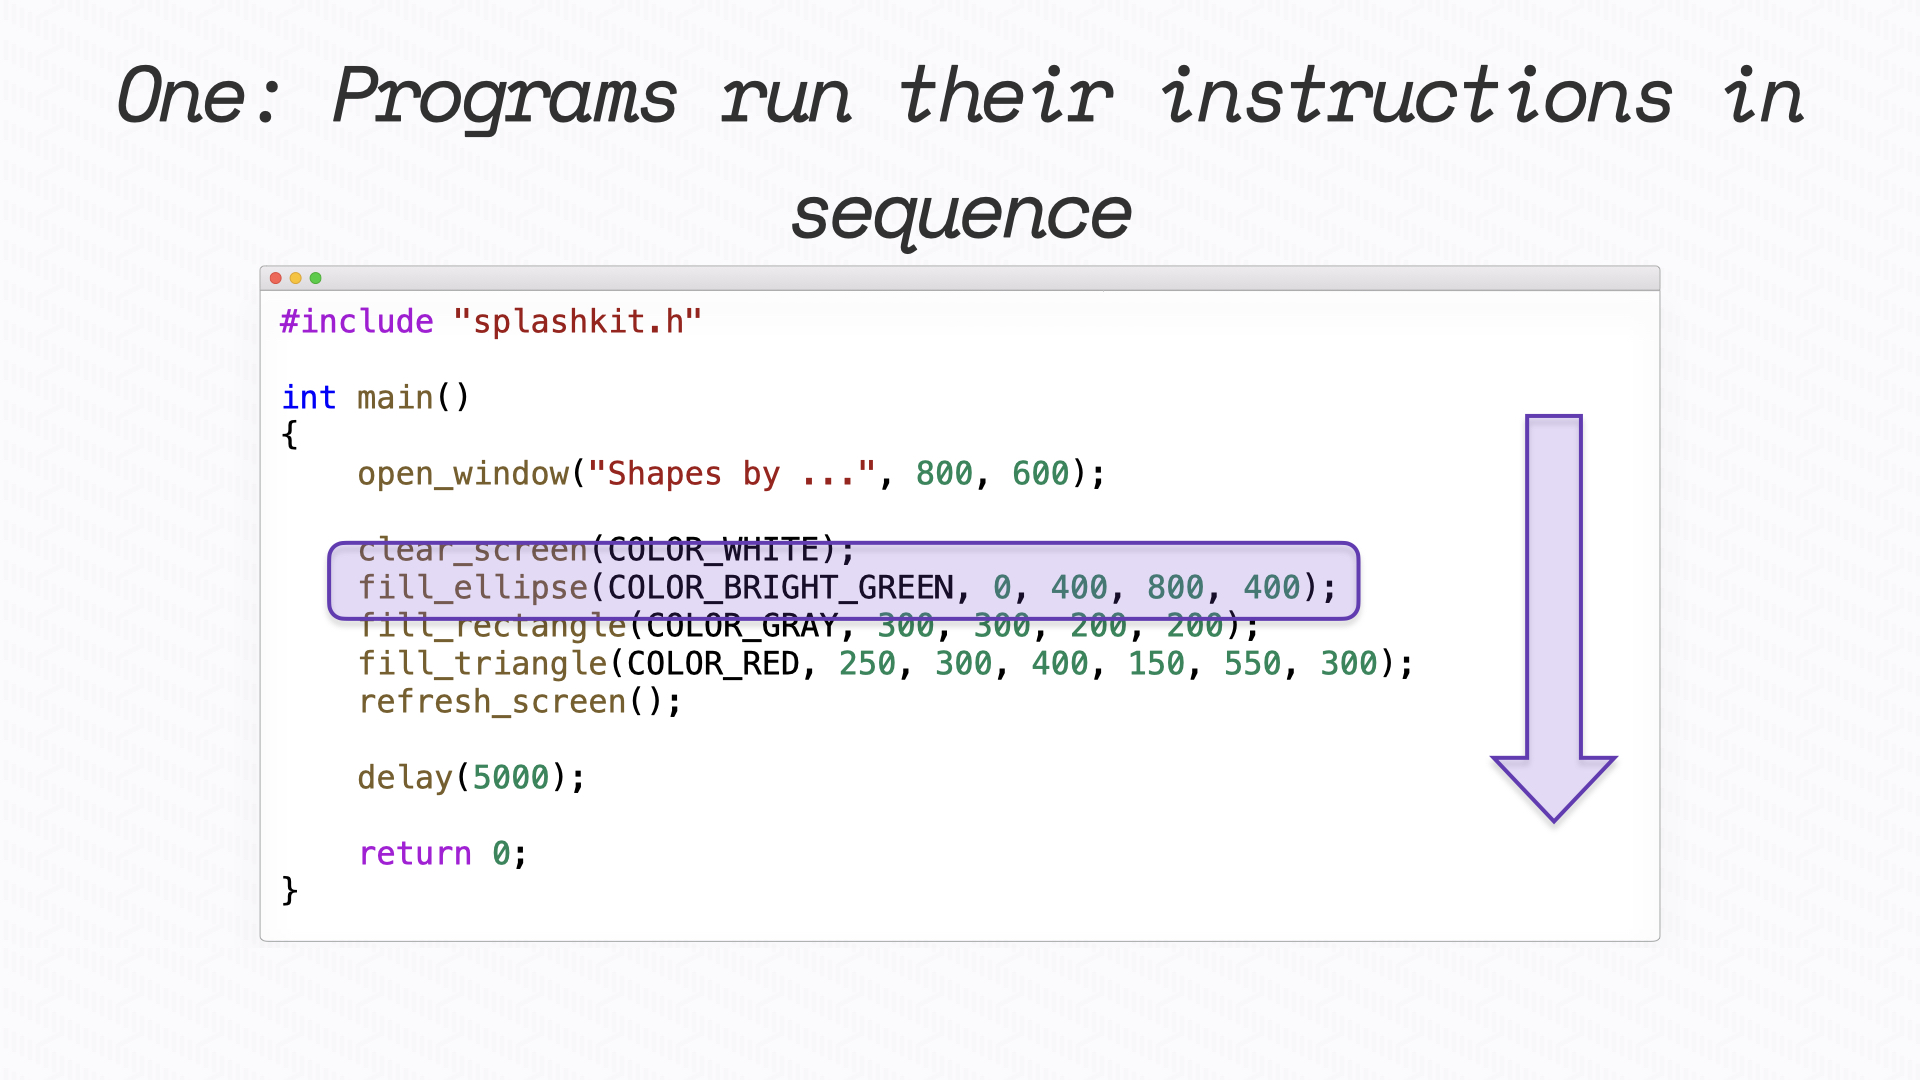 One: Programs run their instructions in
sequence
#include "splashkit.h"
int main()
{
open_window("Shapes by ...", 800, 600);
clear_screen(COLOR_WHITE);
fill_ellipse(COLOR_BRIGHT_GREEN, 0, 400, 800, 400);
fill_rectangle(COLOR_GRAY, 300, 300, 200, 200);
fill_triangle(COLOR_RED, 250, 300, 400, 150, 550, 300);
refresh_screen();
delay(5000);
return 0;
}